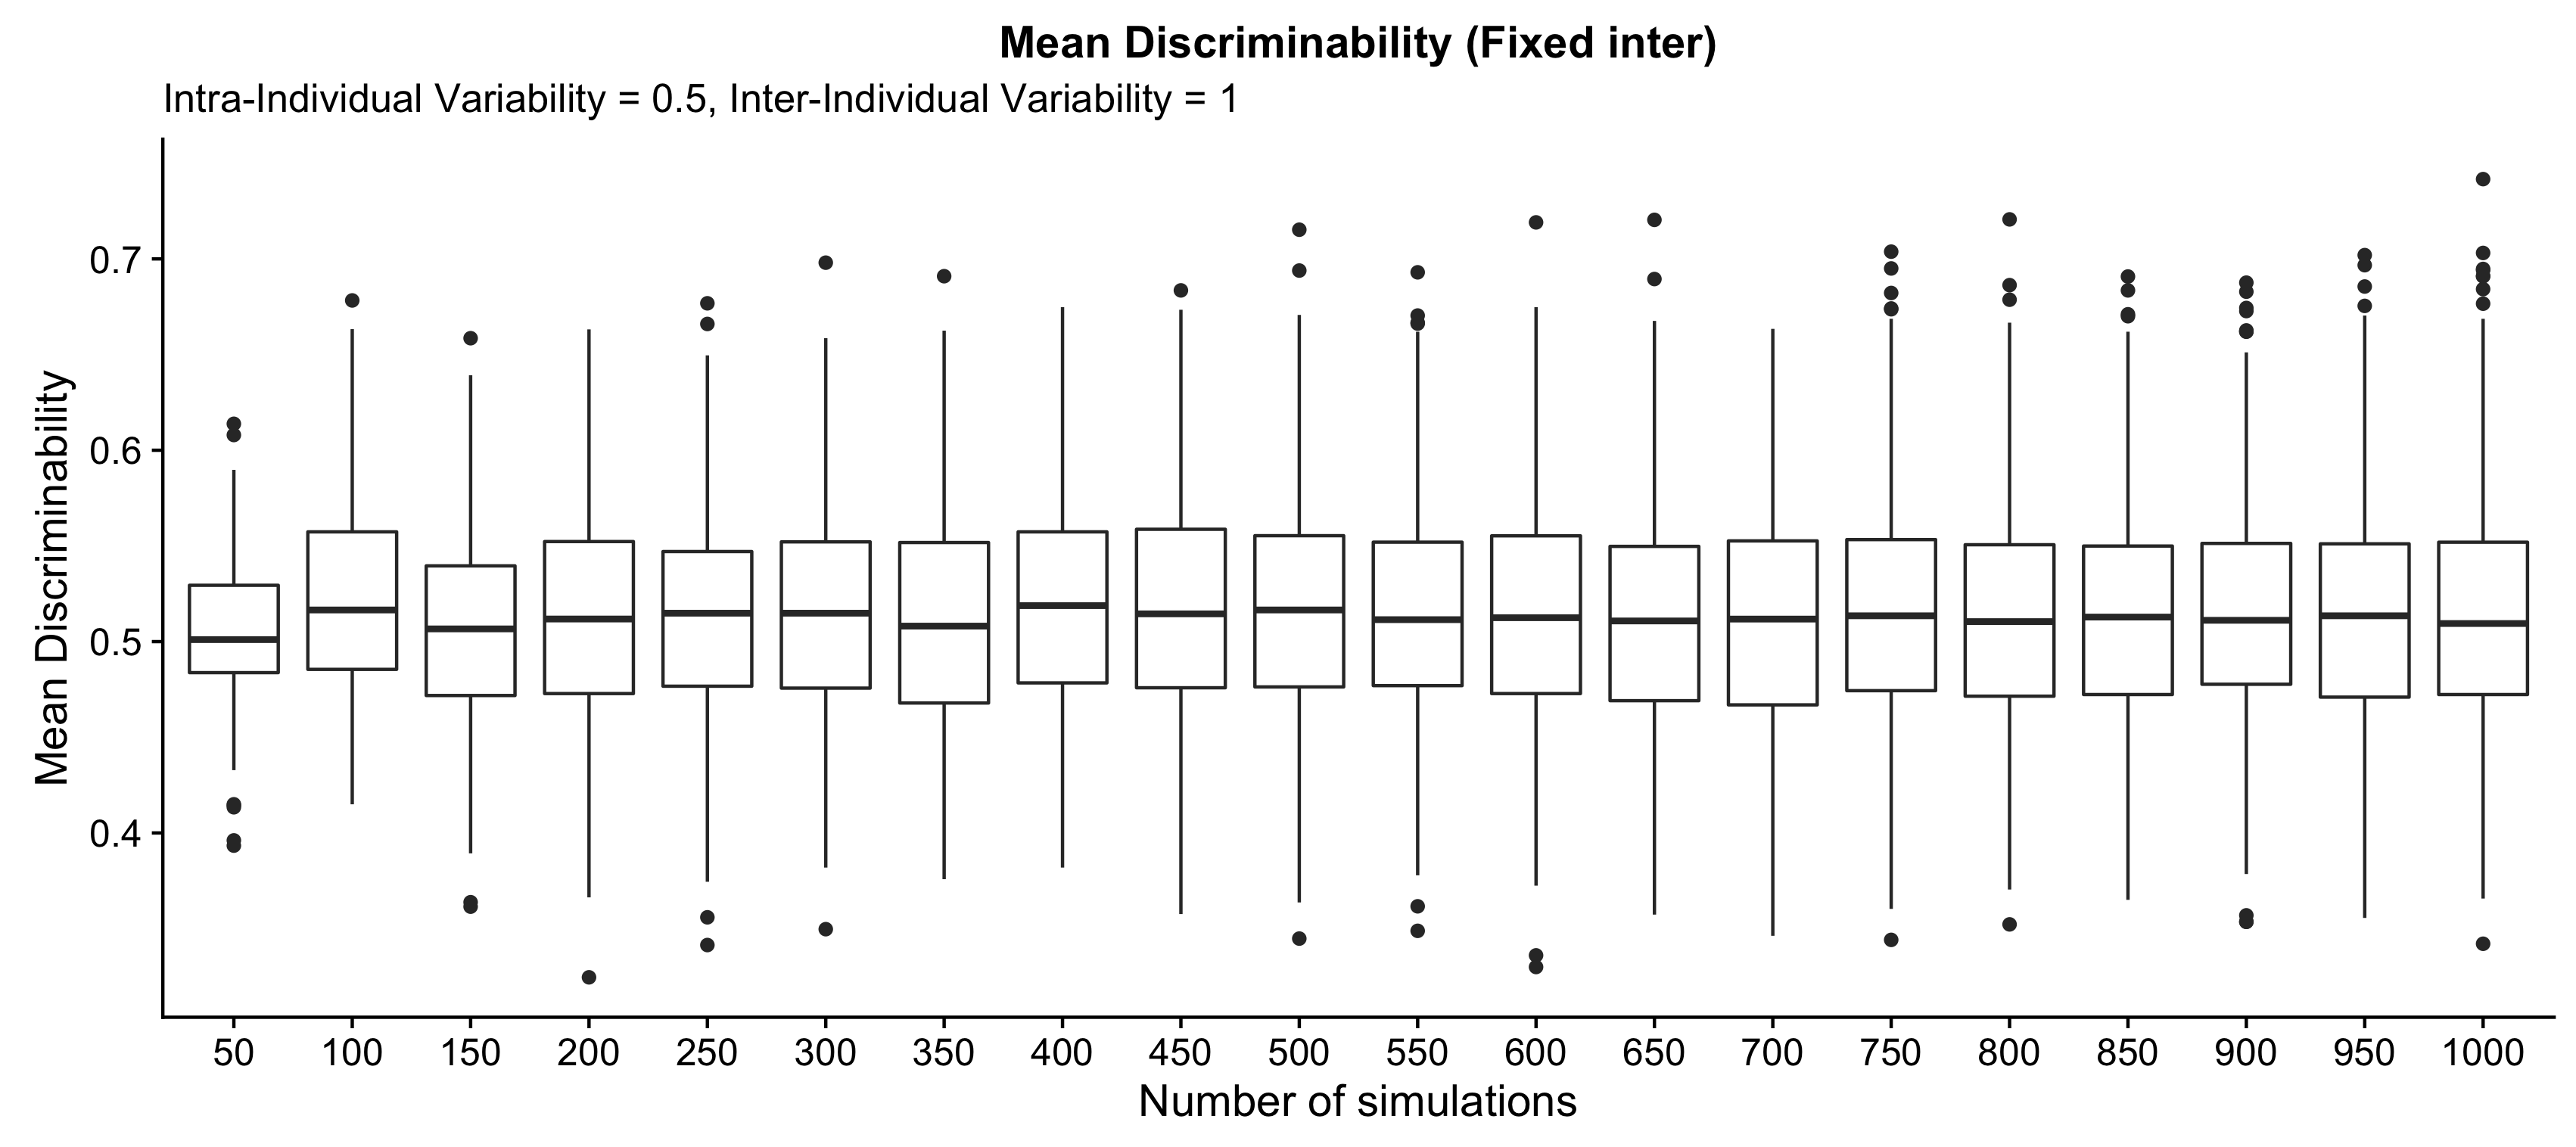 Mean Discriminability (Fixed inter)
Intra-Individual Variability = 0.5, Inter-Individual Variability = 1
Mean Discriminability
0.7
0.6
0.5
0.4
50 100 150 200 250 300 350 400 450 500 550 600 650 700 750 800 850 900 950 1000
Number of simulations